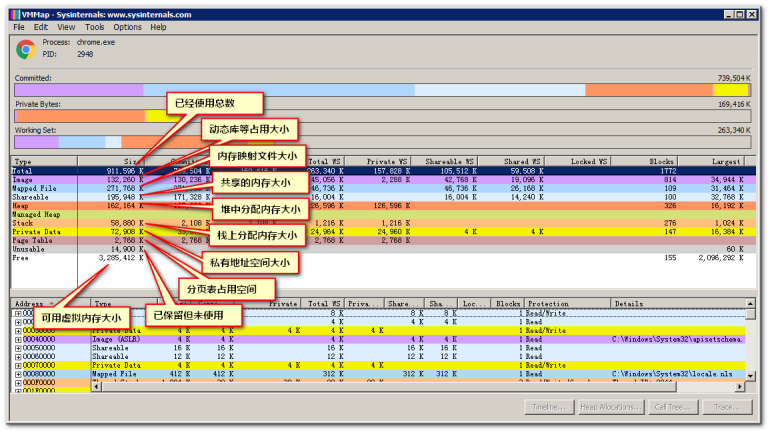 VMMap - Sysinternals: www.sysinternals.com
File Edit View Tools Options Help
Process: chrome.exe
PID: 2948
Committed: 739,504 K
Private Bytes: 169,416 K
Working Set: 263,340 K
已经使用总数
动态库等占用大小
内存映射文件大小
共享的内存大小
堆中分配内存大小
栈上分配内存大小
私有地址空间大小
分页表占用空间
已保留但未使用
可用虚拟内存大小
Type Size Total WS Private WS Shareable WS Shared WS Locked WS Blocks Largest
Total 911,596 K 263,340 K 157,828 K 105,512 K 59,508 K 1772
Image 132,260 K 130,236 K 45,056 K 2,288 K 42,768 K 19,096 K 814 34,944 K
Mapped File 271,768 K 46,736 K 46,736 K 26,168 K 109 31,464 K
Shareable 195,948 K 171,328 K 16,004 K 16,004 K 14,240 K 100 32,768 K
Heap 162,164 K 126,596 K 126,596 K 326 16,192 K
Managed Heap
Stack 58,880 K 2,108 K 1,216 K 1,216 K 276 1,024 K
Private Data 72,908 K 24,964 K 24,960 K 4 K 4 K 147 16,384 K
Page Table 2,768 K 2,768 K 2,768 K 2,768 K
Unusable 14,900 K 60 K
Free 3,285,412 K 155 2,096,292 K
Address Type Private Total WS Priva... Share... Sha... Loc... Blocks Protection Details
8 K 8 K 8 K 1 Read/Write
4 K 4 K 4 K 1 Read
Private Data 4 K 4 K 4 K 4 K 4 K 1 Read/Write
00040000 Image (ASLR) 4 K 4 K 4 K 4 K 4 K 1 Read C:\Windows\System32\apisetschema.
00050000 Shareable 16 K 16 K 16 K 16 K 16 K 1 Read
00060000 Shareable 12 K 12 K 12 K 12 K 12 K 1 Read
00070000 Private Data 4 K 4 K 4 K 4 K 4 K 1 Read/Write
00080000 Mapped File 412 K 412 K 312 K 312 K 312 K 1 Read C:\Windows\System32\locale.nls
000F0000
Timeline... Heap Allocations... Call Tree... Trace...